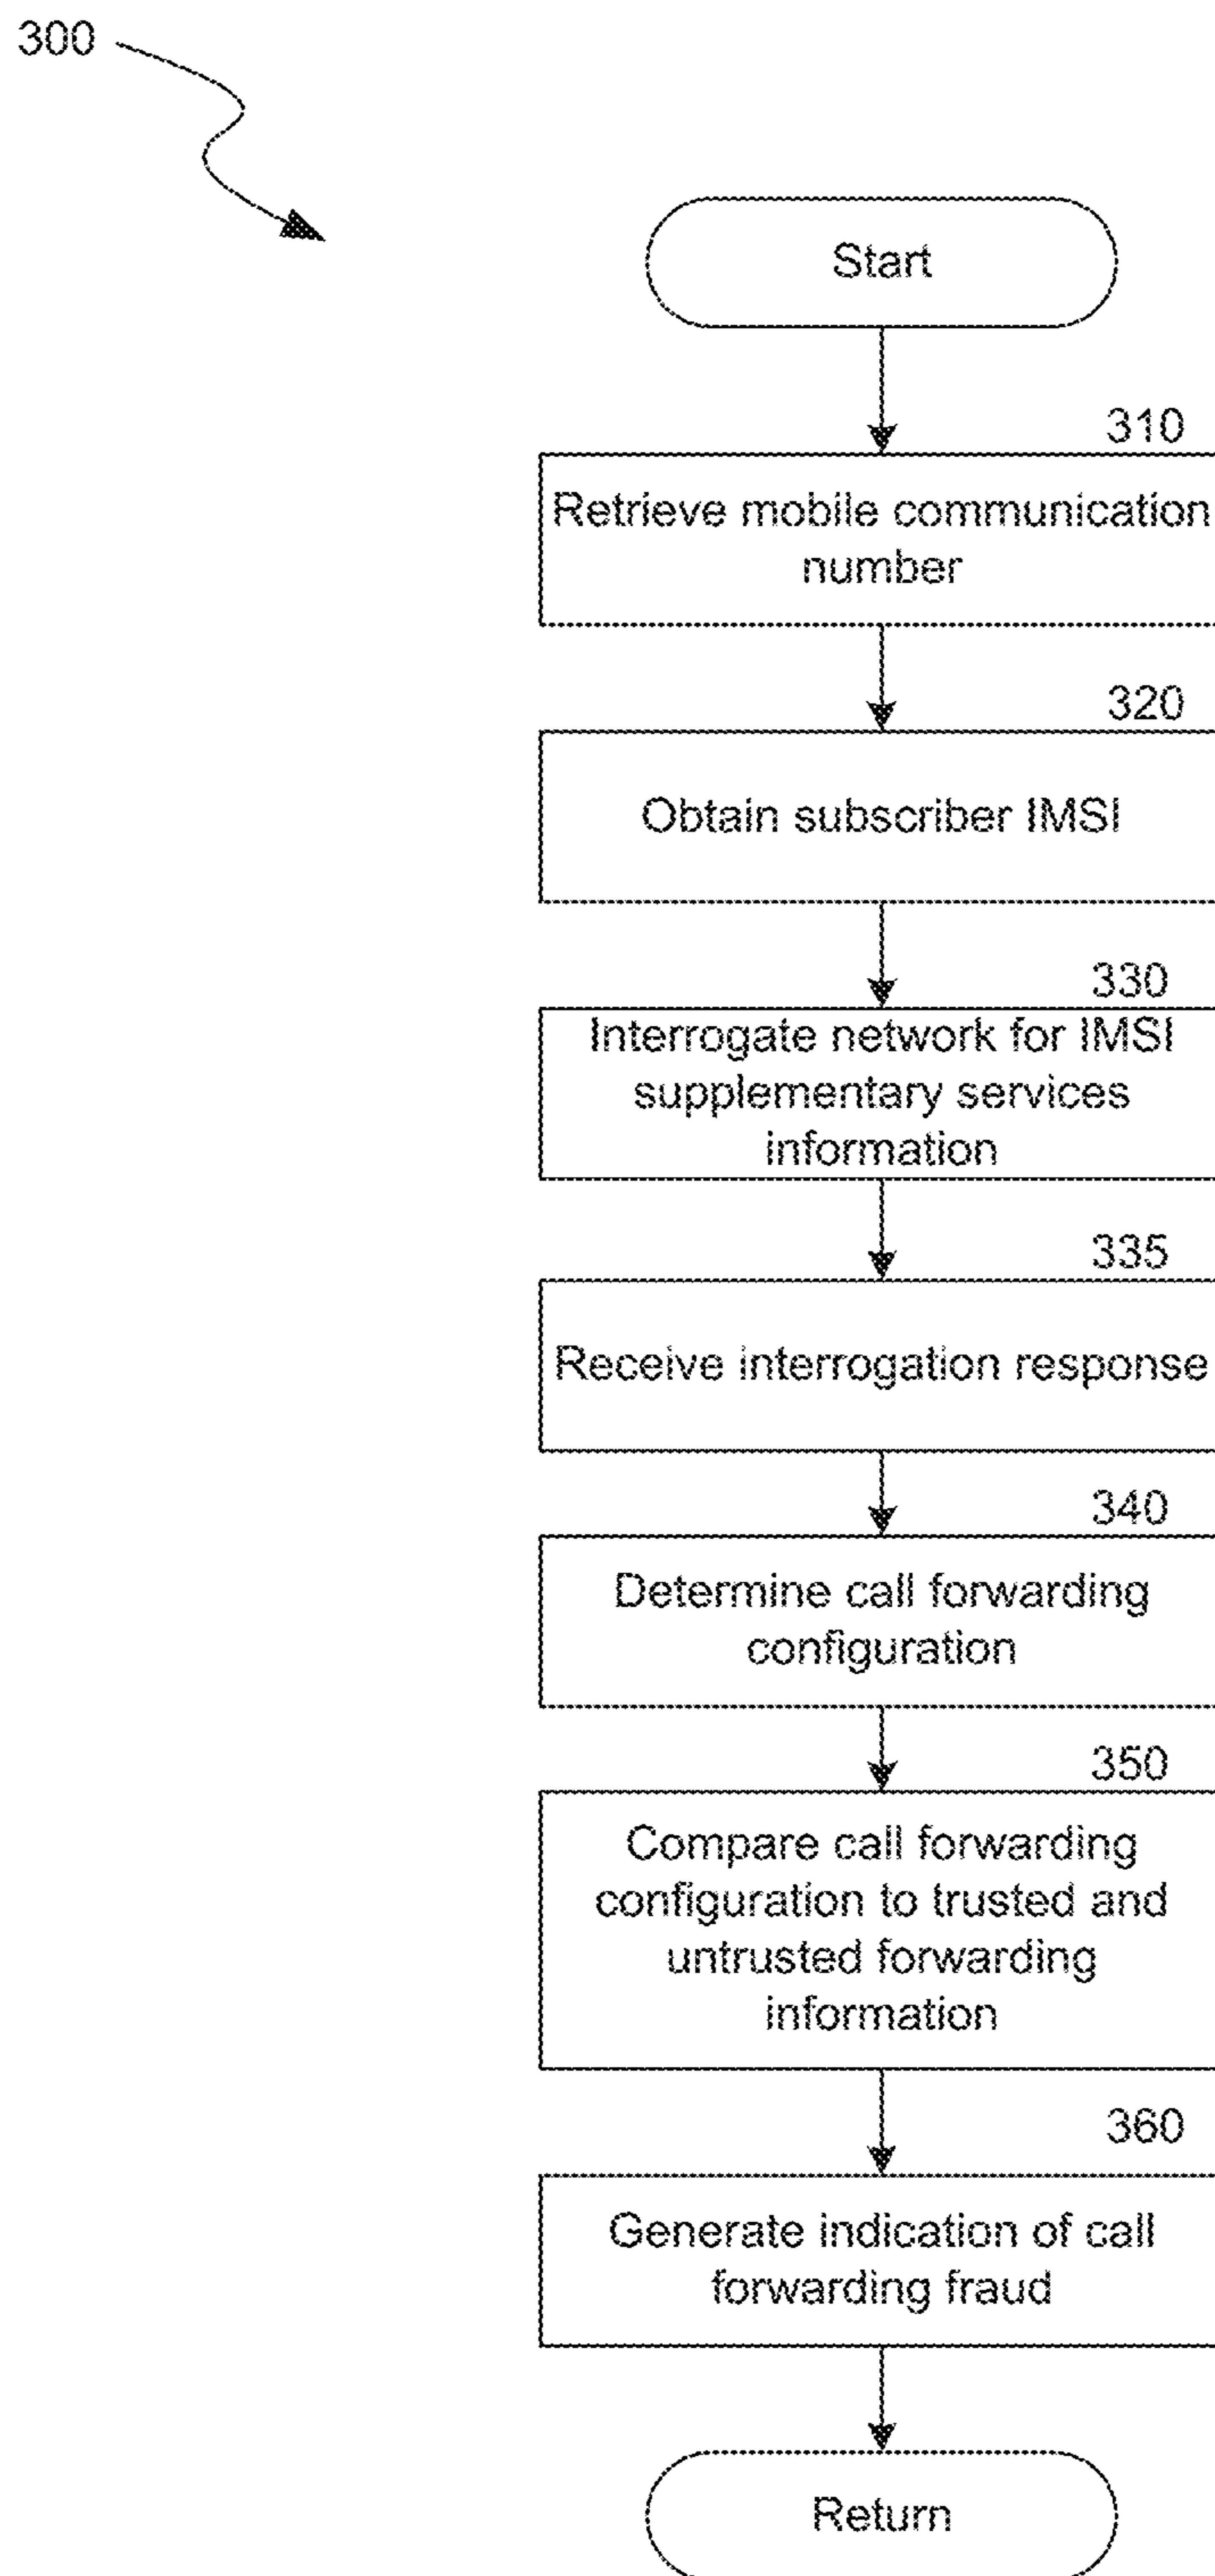 300
Start
310
Retrieve mobile communication
number
320
Obtain subscriber IMSI
330
Interrogate network for IMSI
supplementary services
information
335
Receive interrogation response
340
Determine call forwarding
configuration
350
Compare call forwarding
configuration to trusted and
untrusted forwarding
information
360
Generate indication of call
forwarding fraud
Return